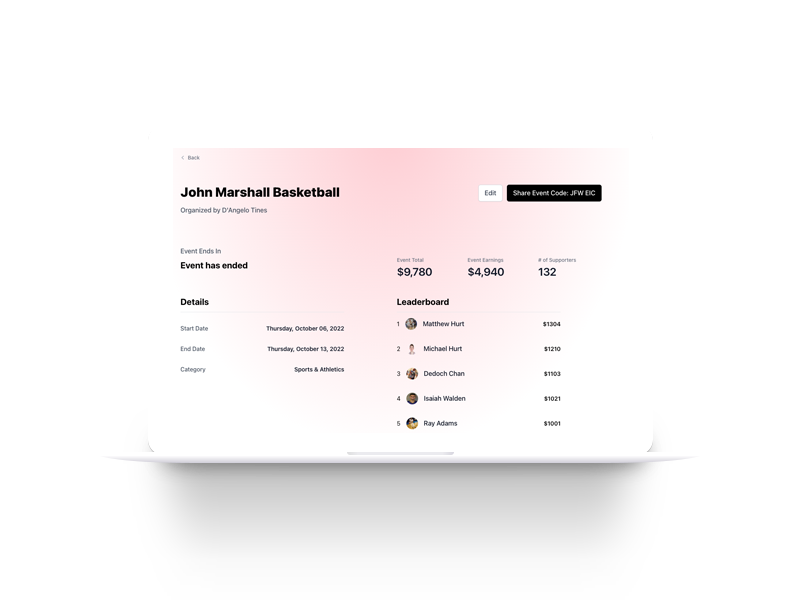 Back
John Marshall Basketball
Edit
Share Event Code: JFW EIC
Organized by D'Angelo Tines
Event Ends In
Event has ended
Event Total
Event Earnings
# of Supporters
$9,780
$4,940
132
Details
Start Date
Thursday, October 06, 2022
End Date
Thursday, October 13, 2022
Category
Sports & Athletics
Leaderboard
1 Matthew Hurt $1304
2 Michael Hurt $1210
3 Dedoch Chan $1103
4 Isaiah Walden $1021
5 Ray Adams $1001